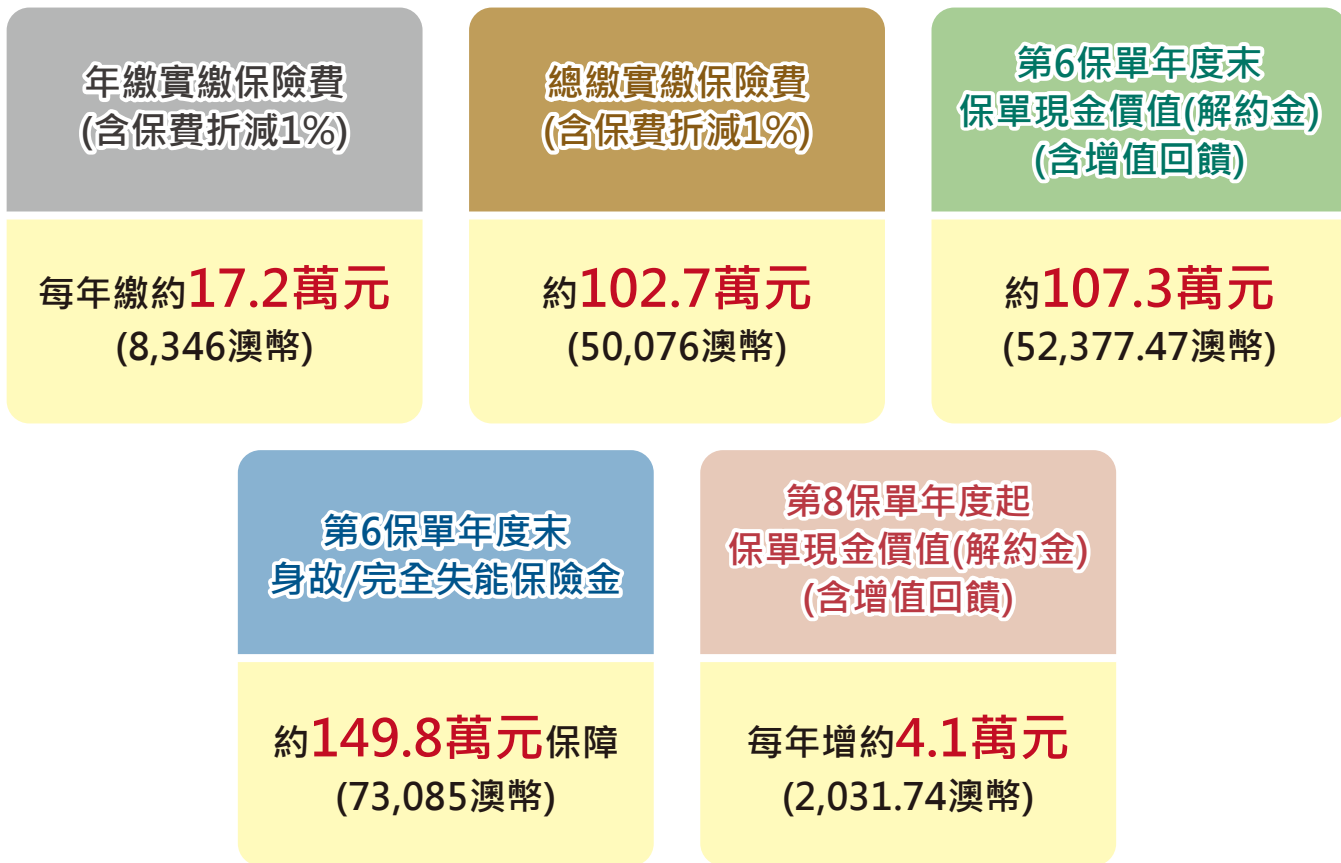 年繳實繳保險費
(含保費折減1%)
每年繳約17.2萬元
(8,346澳幣)
總繳實繳保險費
(含保費折減1%)
約102.7萬元
(50,076澳幣)
第6保單年度末
保單現金價值(解約金)
(含增值回饋)
約107.3萬元
(52,377.47澳幣)
第6保單年度末
身故/完全失能保險金
約149.8萬元保障
(73,085澳幣)
第8保單年度起
保單現金價值(解約金)
(含增值回饋)
每年增約4.1萬元
(2,031.74澳幣)